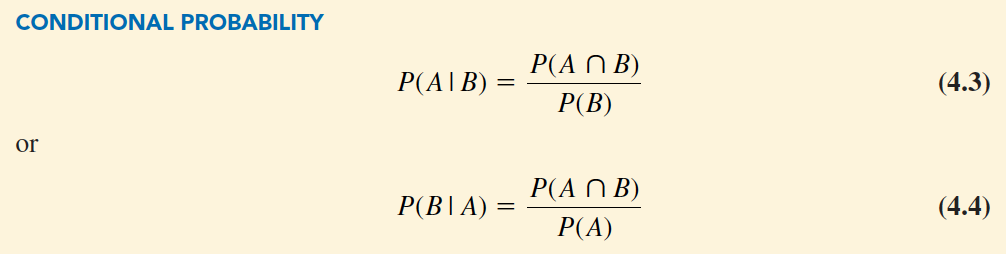 CONDITIONAL PROBABILITY
P(A | B) = P(A ∩ B) / P(B) (4.3)
or
P(B | A) = P(A ∩ B) / P(A) (4.4)